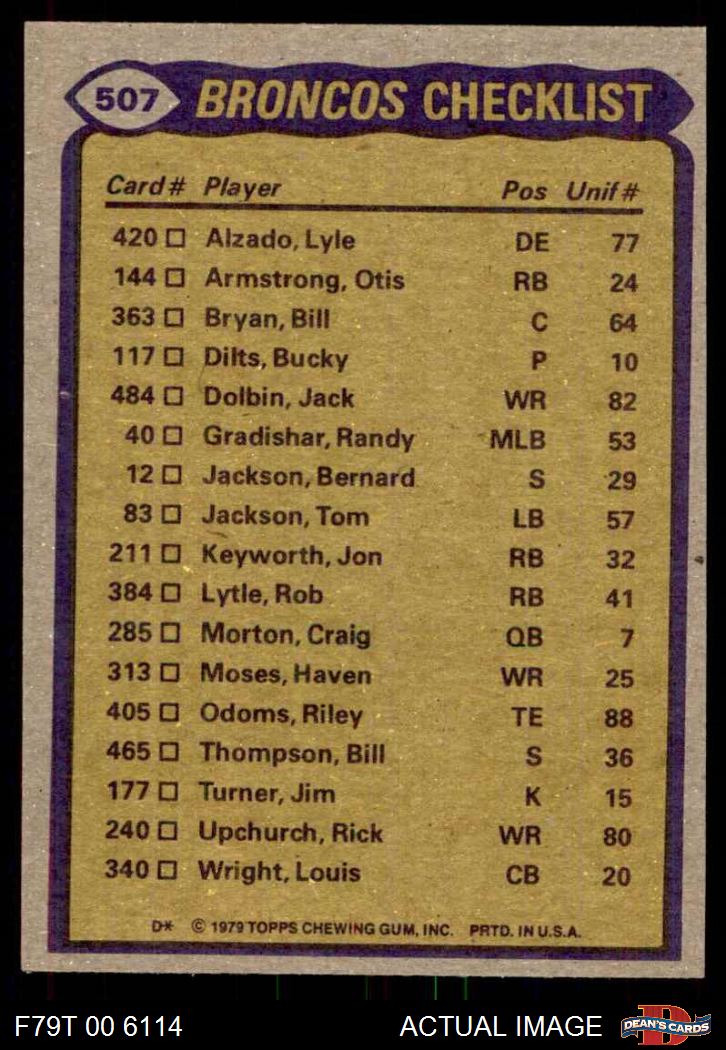 507 BRONCOS CHECKLIST
Card# Player Pos Unif#
420 □ Alzado, Lyle DE 77
144 □ Armstrong, Otis RB 24
363 □ Bryan, Bill C 64
117 □ Dilts, Bucky P 10
484 □ Dolbin, Jack WR 82
40 □ Gradishar, Randy MLB 53
12 □ Jackson, Bernard S 29
83 □ Jackson, Tom LB 57
211 □ Keyworth, Jon RB 32
384 □ Lytle, Rob RB 41
285 □ Morton, Craig QB 7
313 □ Moses, Haven WR 25
405 □ Odoms, Riley TE 88
465 □ Thompson, Bill S 36
177 □ Turner, Jim K 15
240 □ Upchurch, Rick WR 80
340 □ Wright, Louis CB 20
D* © 1979 TOPPS CHEWING GUM, INC. PRTD. IN U.S.A.
F79T 00 6114 ACTUAL IMAGE D DEAN'S CARDS